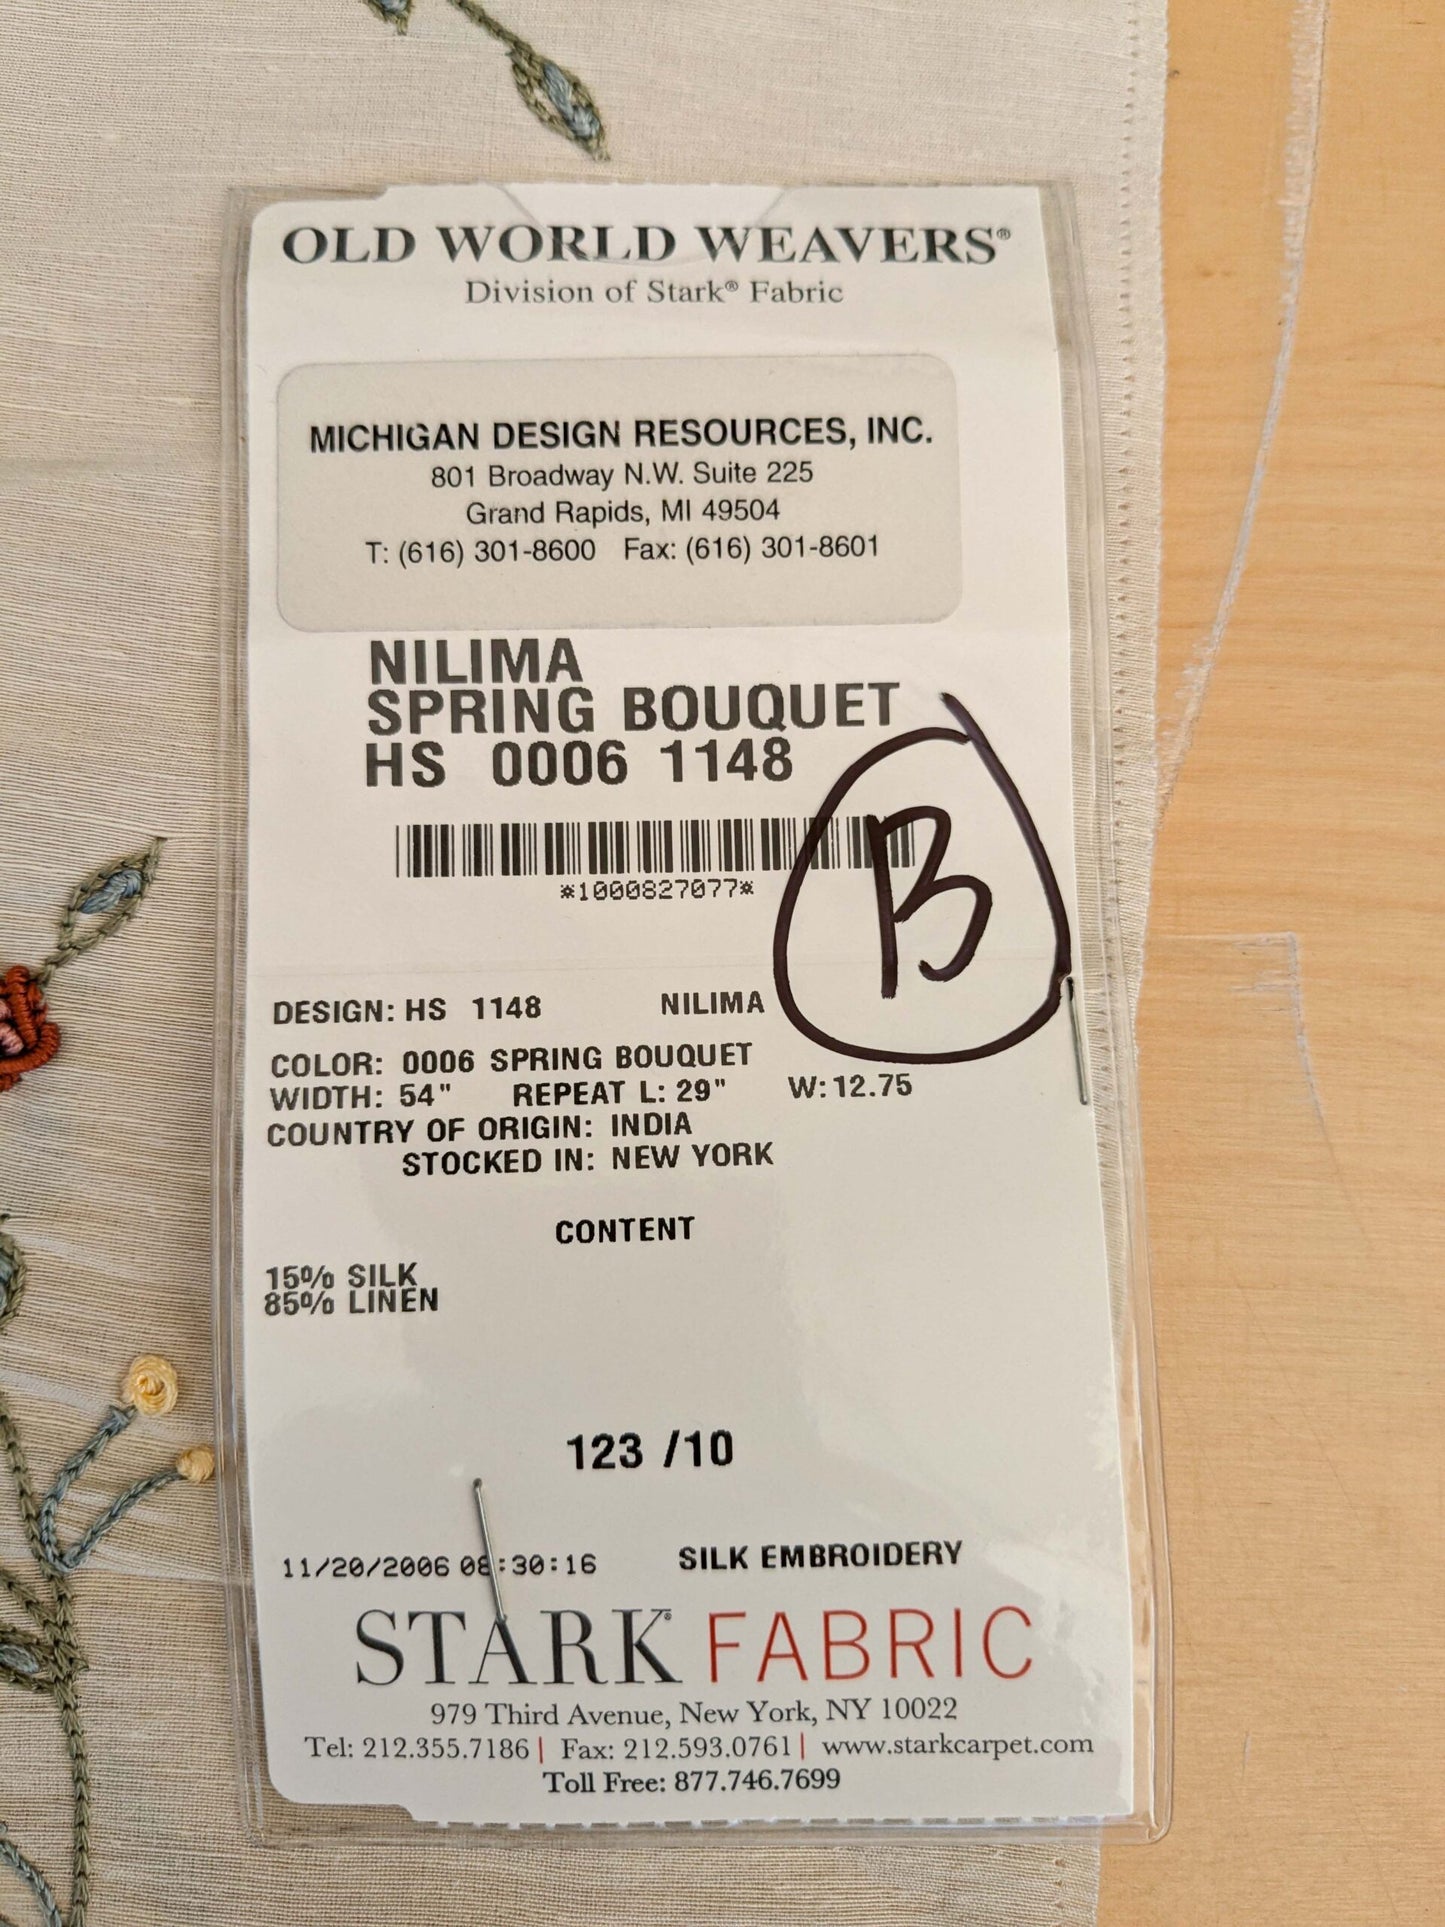 OLD WORLD WEAVERS®
Division of Stark® Fabric
MICHIGAN DESIGN RESOURCES, INC.
801 Broadway N.W. Suite 225
Grand Rapids, MI 49504
T: (616) 301-8600 Fax: (616) 301-8601
NILIMA
SPRING BOUQUET
HS 0006 1148
*1000827077*
B
DESIGN: HS 1148 NILIMA
COLOR: 0006 SPRING BOUQUET
WIDTH: 54" REPEAT L: 29" W: 12.75
COUNTRY OF ORIGIN: INDIA
STOCKED IN: NEW YORK
CONTENT
15% SILK
85% LINEN
123 /10
11/20/2006 08:30:16 SILK EMBROIDERY
STARK® FABRIC
979 Third Avenue, New York, NY 10022
Tel: 212.355.7186 | Fax: 212.593.0761 | www.starkcarpet.com
Toll Free: 877.746.7699